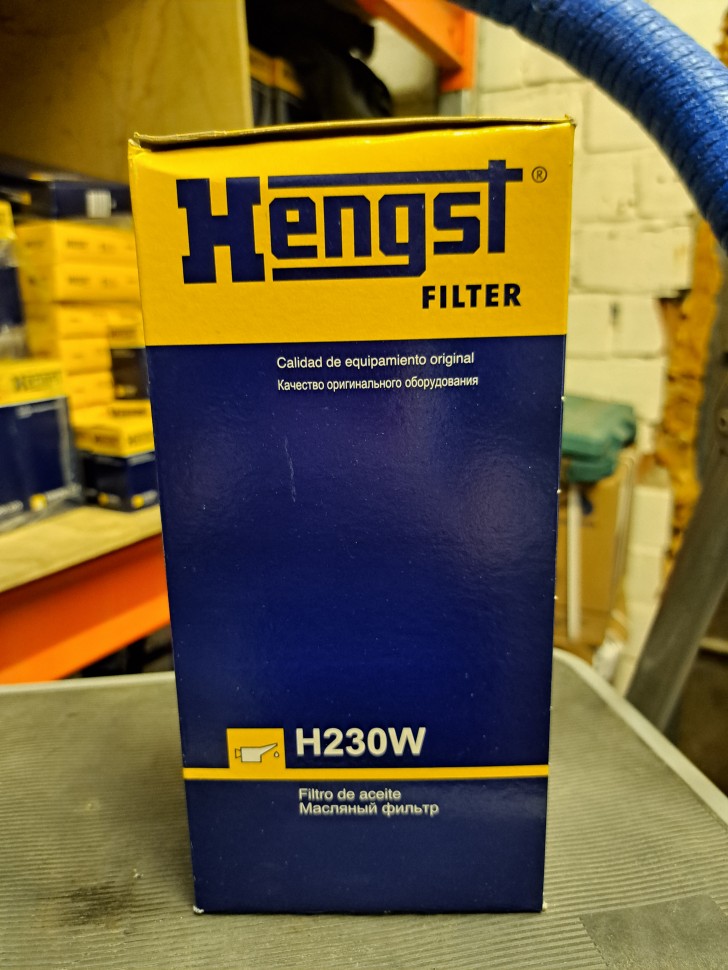 Hengst®
FILTER
Calidad de equipamiento original
Качество оригинального оборудования
H230W
Filtro de aceite
Масляный фильтр